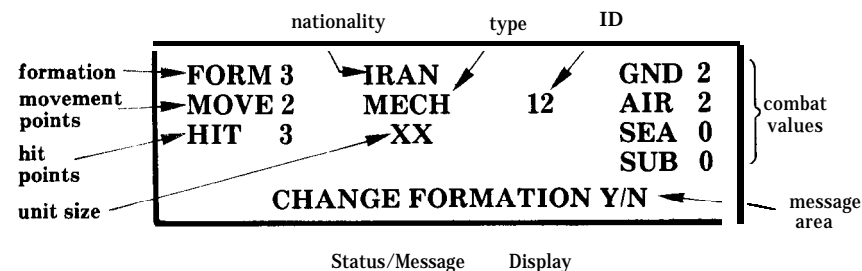 nationality type ID
formation FORM 3 IRAN GND 2
movement points MOVE 2 MECH 12 AIR 2 combat values
hit points HIT 3 XX SEA 0
SUB 0
unit size CHANGE FORMATION Y/N message area
Status/Message Display